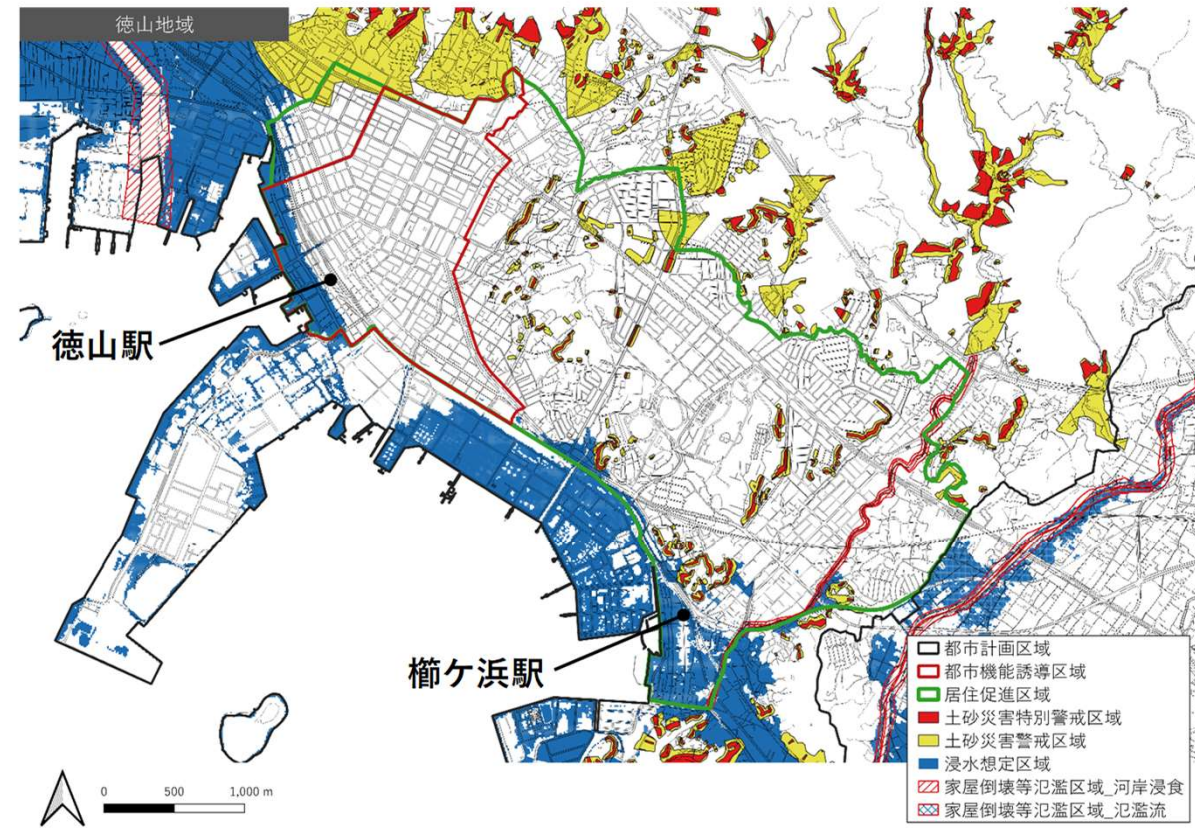 徳山地域
徳山駅
櫛ケ浜駅
都市計画区域
都市機能誘導区域
居住促進区域
土砂災害特別警戒区域
土砂災害警戒区域
浸水想定区域
家屋倒壊等氾濫区域_河岸浸食
家屋倒壊等氾濫区域_氾濫流
0 500 1,000 m